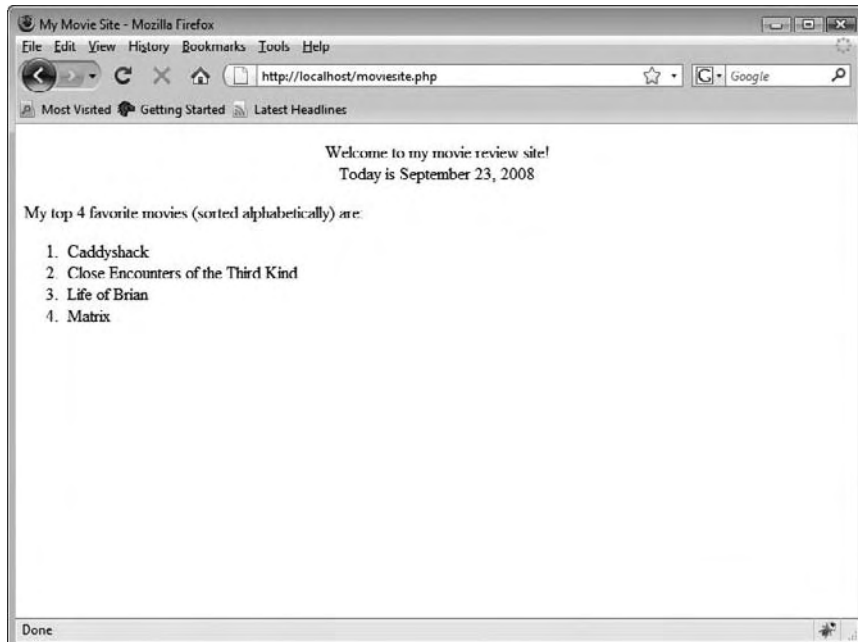 My Movie Site - Mozilla Firefox
File Edit View History Bookmarks Tools Help
http://localhost/moviesite.php
G Google
Most Visited Getting Started Latest Headlines
Welcome to my movie review site!
Today is September 23, 2008
My top 4 favorite movies (sorted alphabetically) are:
1. Caddyshack
2. Close Encounters of the Third Kind
3. Life of Brian
4. Matrix
Done